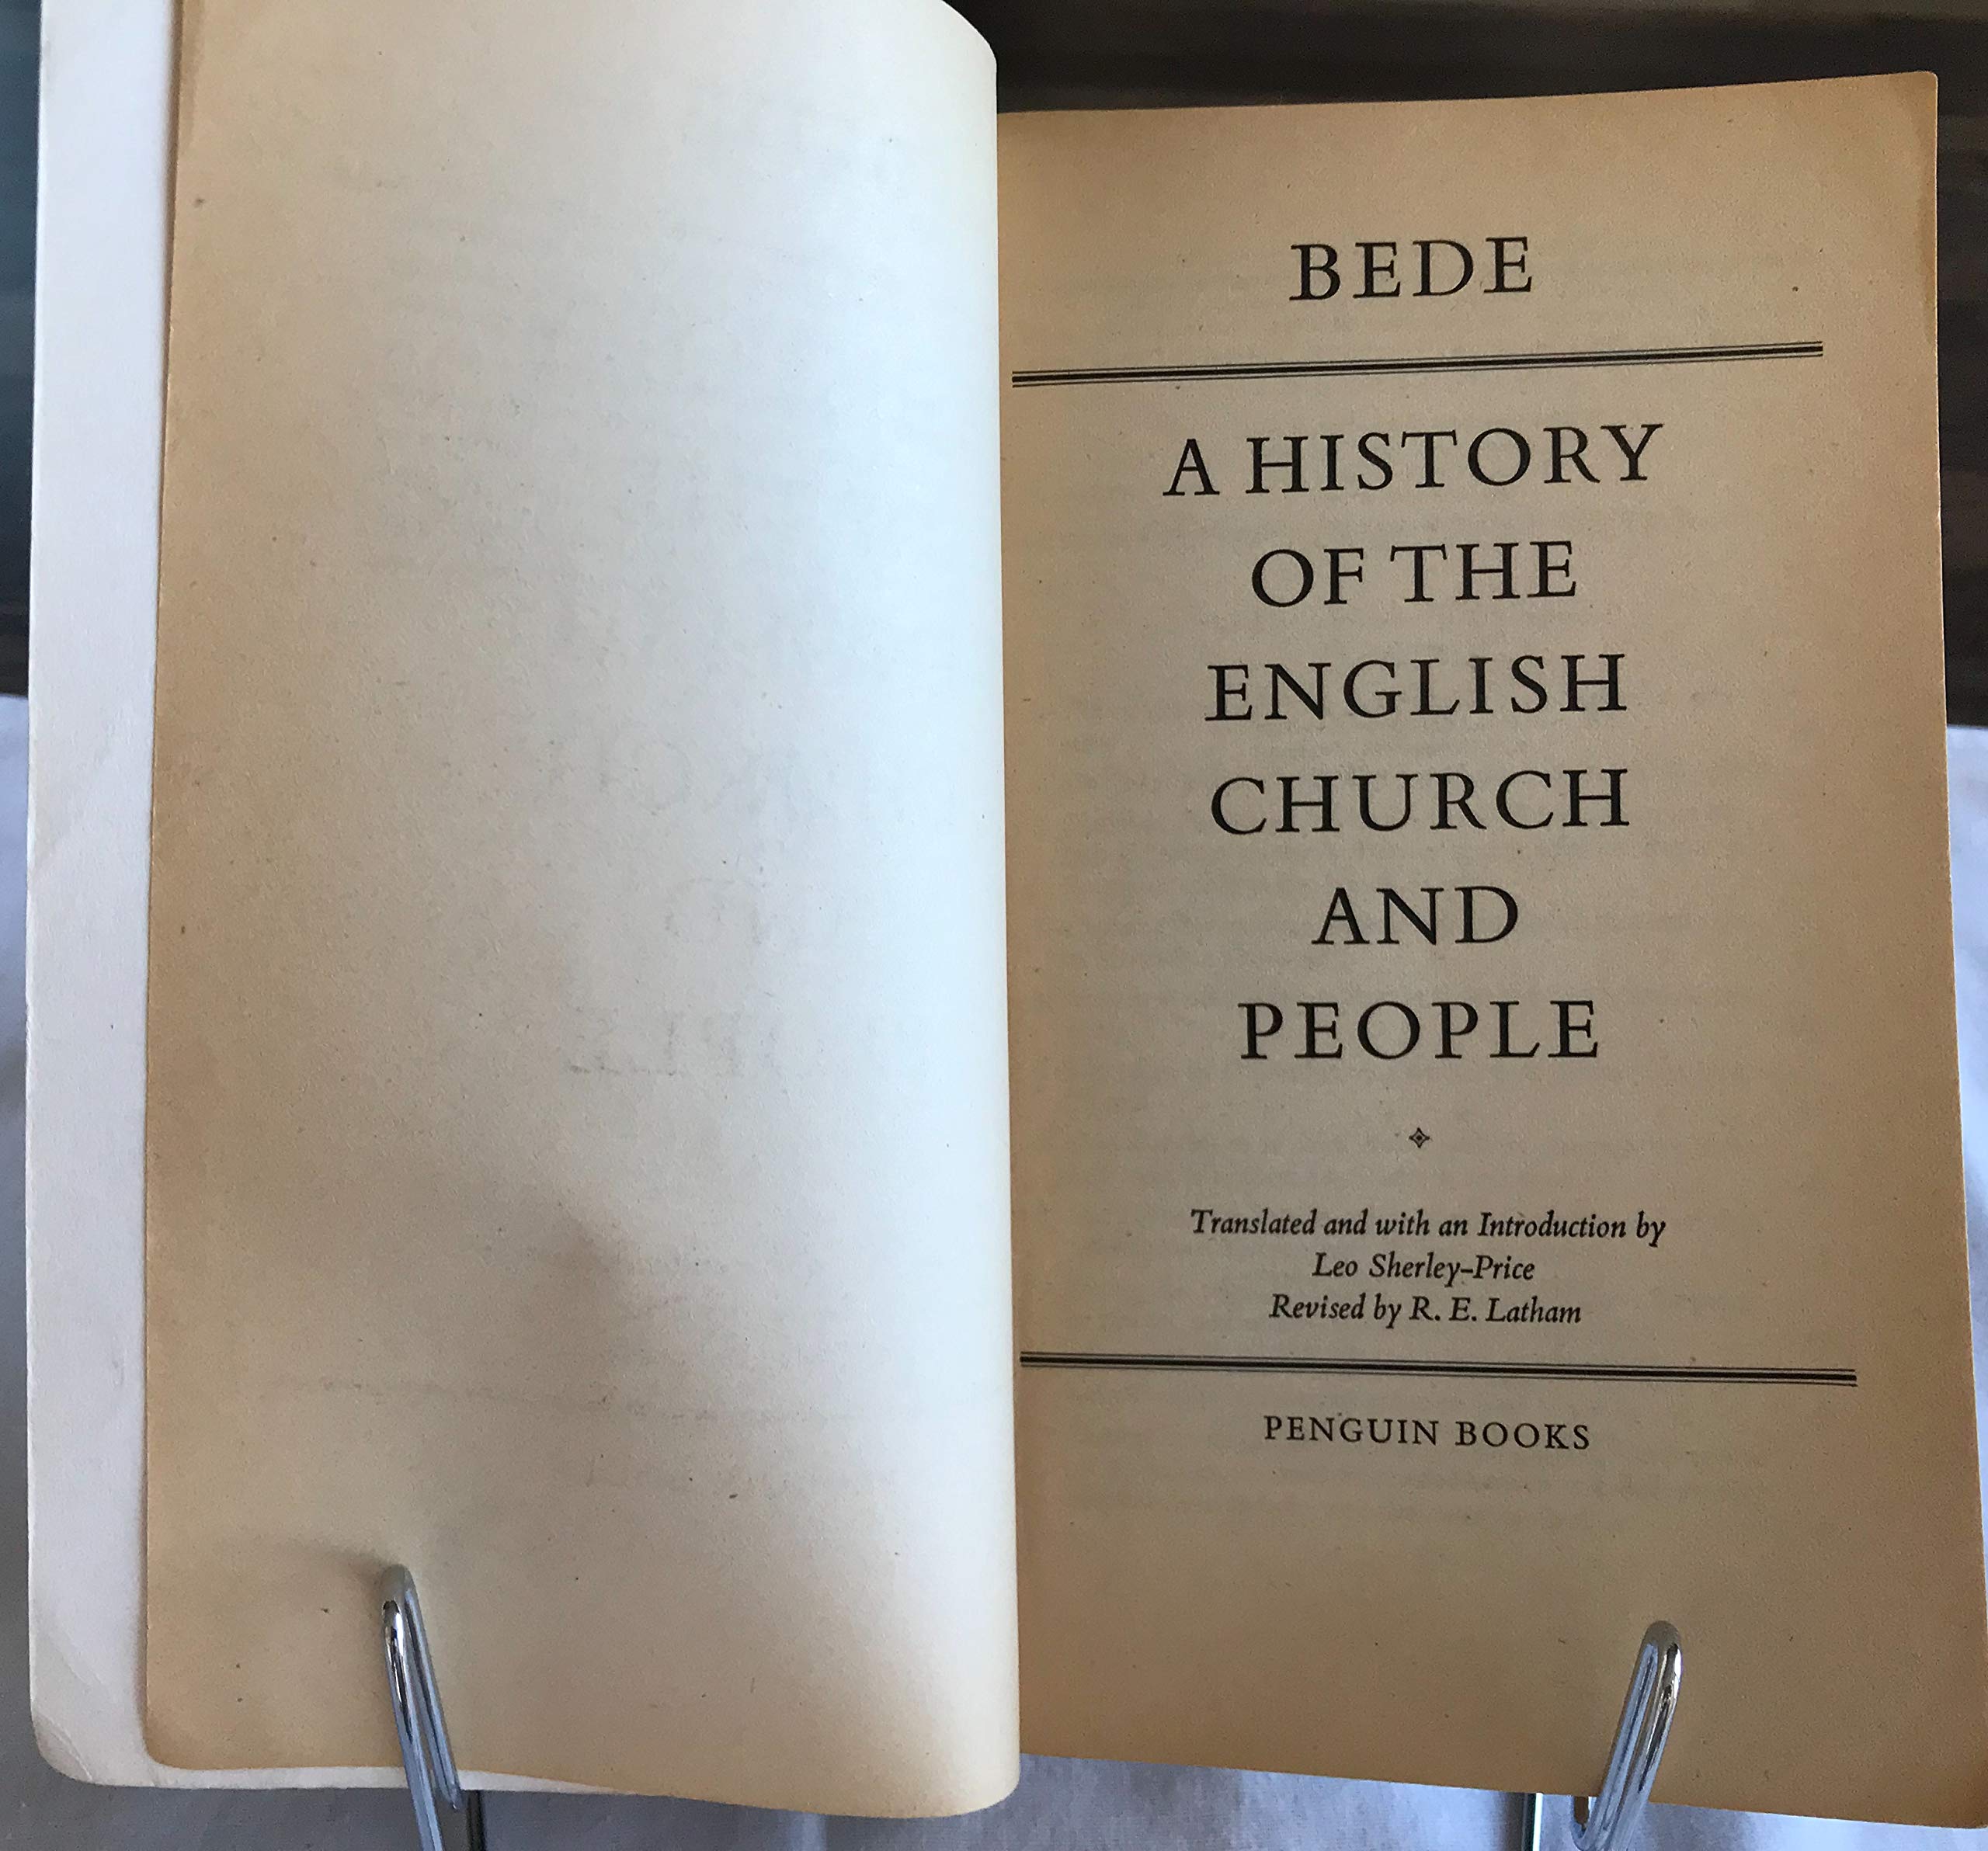 BEDE
A HISTORY
OF THE
ENGLISH
CHURCH
AND
PEOPLE
Translated and with an Introduction by
Leo Sherley-Price
Revised by R. E. Latham
PENGUIN BOOKS